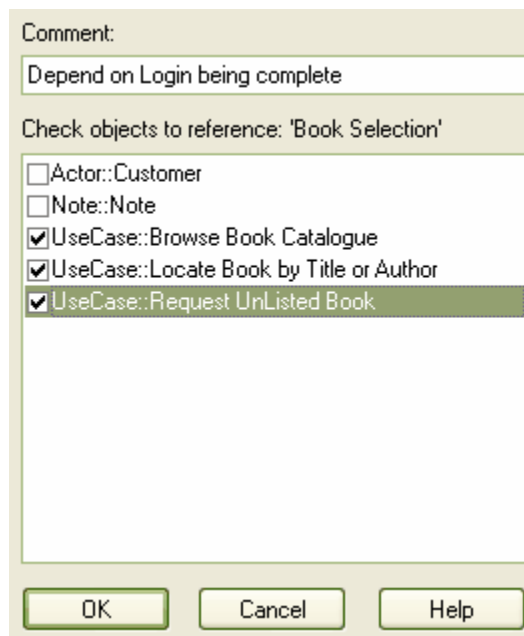 Comment:
Depend on Login being complete
Check objects to reference: 'Book Selection'
Actor::Customer
Note::Note
UseCase::Browse Book Catalogue
UseCase::Locate Book by Title or Author
UseCase::Request UnListed Book
OK Cancel Help